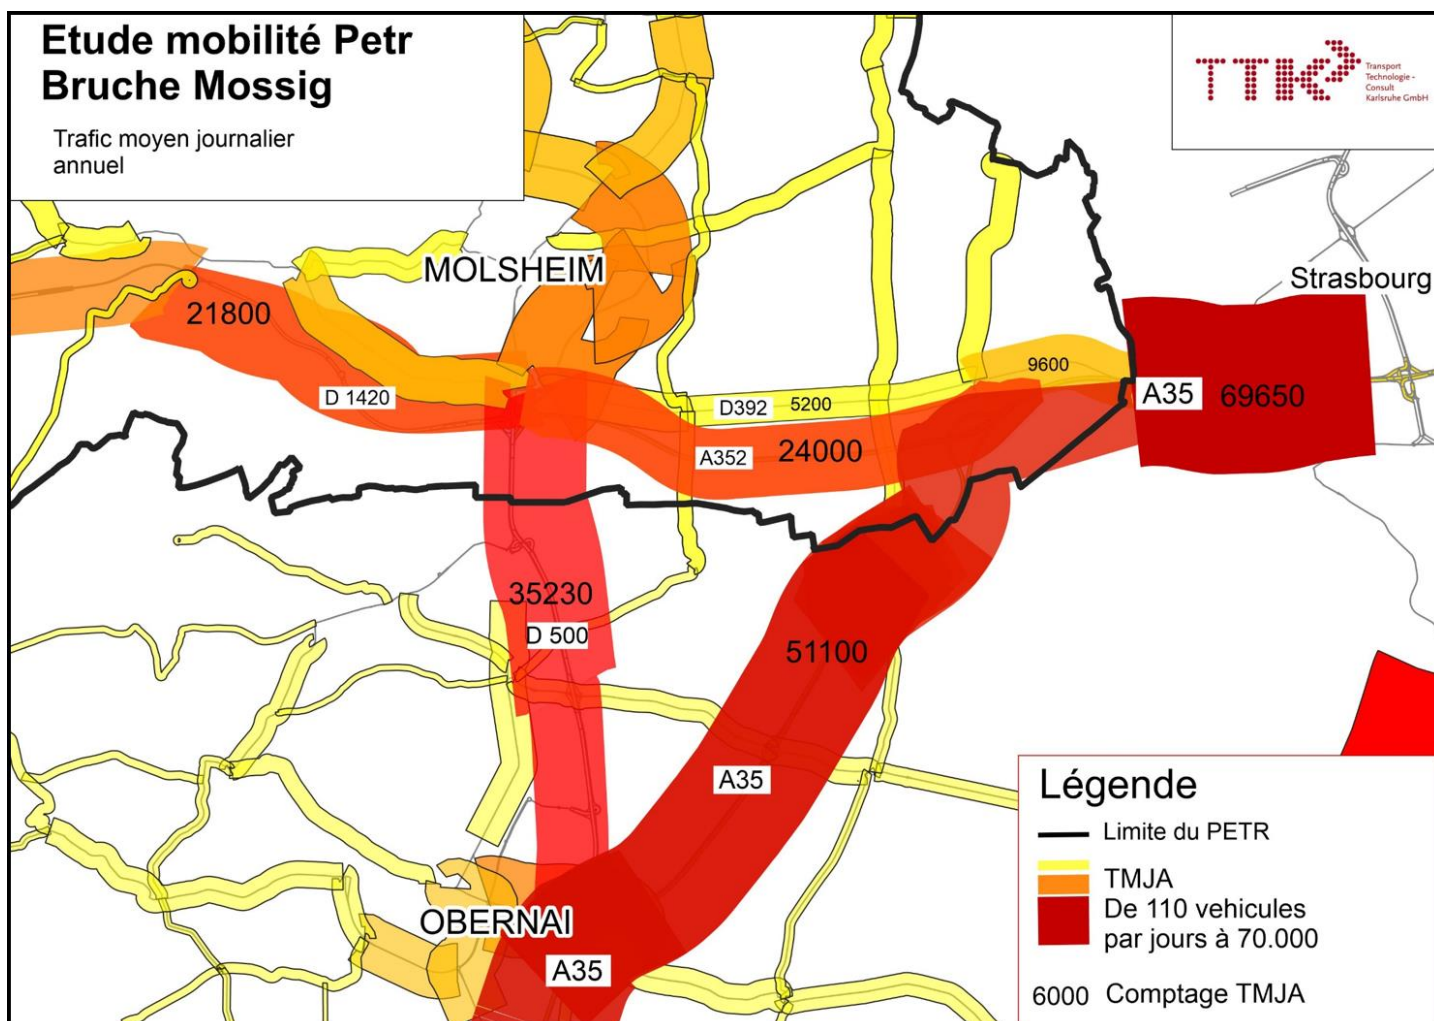 Etude mobilité Petr
Bruche Mossig
Trafic moyen journalier
annuel
TTK
Transport
Technologie -
Consult
Karlsruhe GmbH
MOLSHEIM
Strasbourg
21800
D 1420
9600
D392
5200
A35
69650
A352
24000
35230
D 500
51100
A35
OBERNAI
A35
Légende
Limite du PETR
TMJA
De 110 vehicules
par jours à 70.000
6000 Comptage TMJA